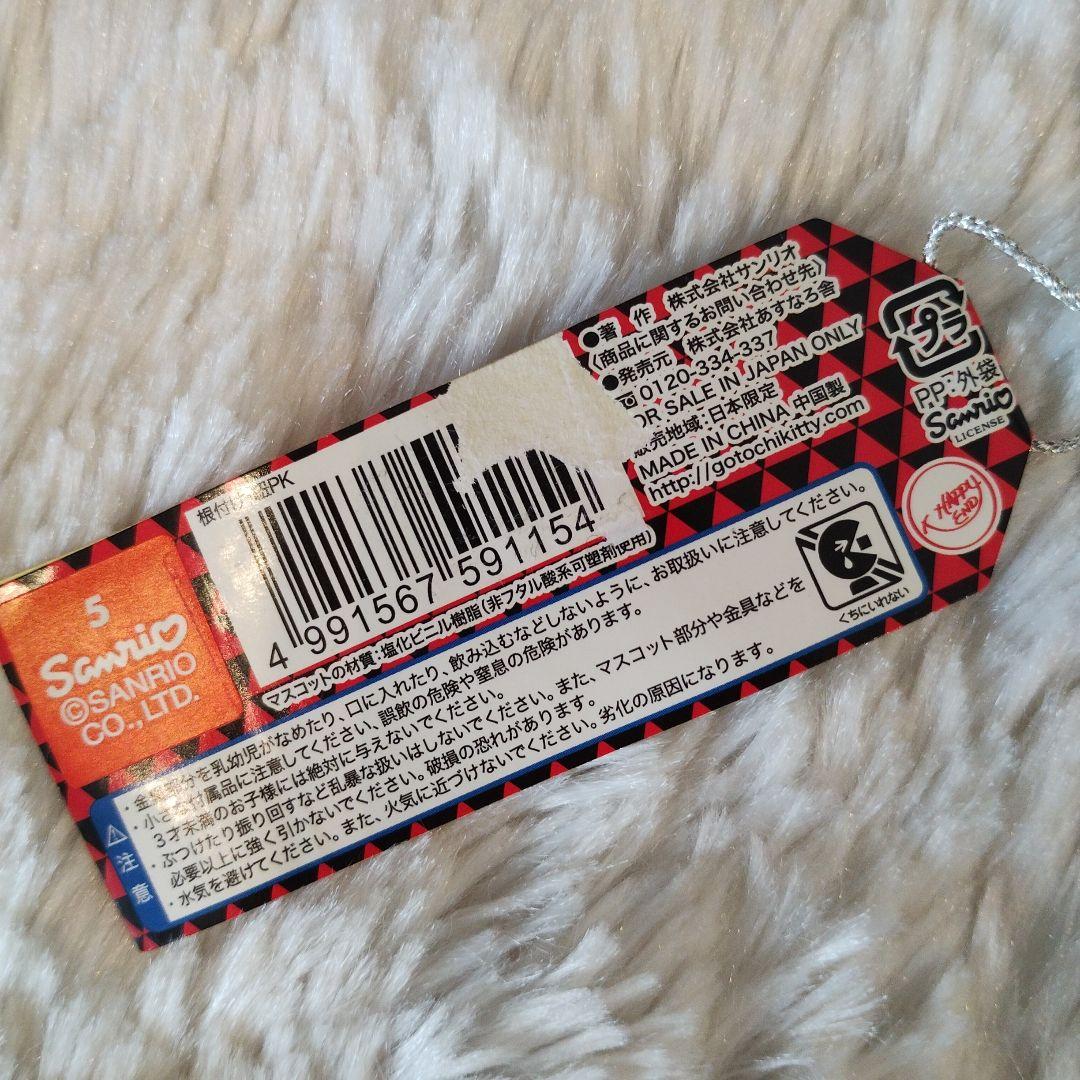 ●著 作 株式会社サンリオ
〈商品に関するお問い合わせ先〉
●発売元 株式会社あすなろ舎
0120-334-337
OR SALE IN JAPAN ONLY
販売地域:日本限定
MADE IN CHINA 中国製
http://gotochikitty.com
プラ
PP:外袋
Sanrio
LICENSE
HAPPY
END
根付け
PK
4 991567 591154
マスコットの材質:塩化ビニル樹脂(非フタル酸系可塑剤使用)
5
Sanrio
©SANRIO
CO.,LTD.
注意
・金 部分を乳幼児がなめたり、口に入れたり、飲み込むなどしないように、お取扱いに注意してください。
・小さ 付属品に注意してください、誤飲の危険や窒息の危険があります。
3才未満のお子様には絶対に与えないでください。
・ぶつけたり振り回すなど乱暴な扱いはしないでください。また、マスコット部分や金具などを
必要以上に強く引かないでください。破損の恐れがあります。
・水気を避けてください。また、火気に近づけないでください。劣化の原因になります。
くちにいれない